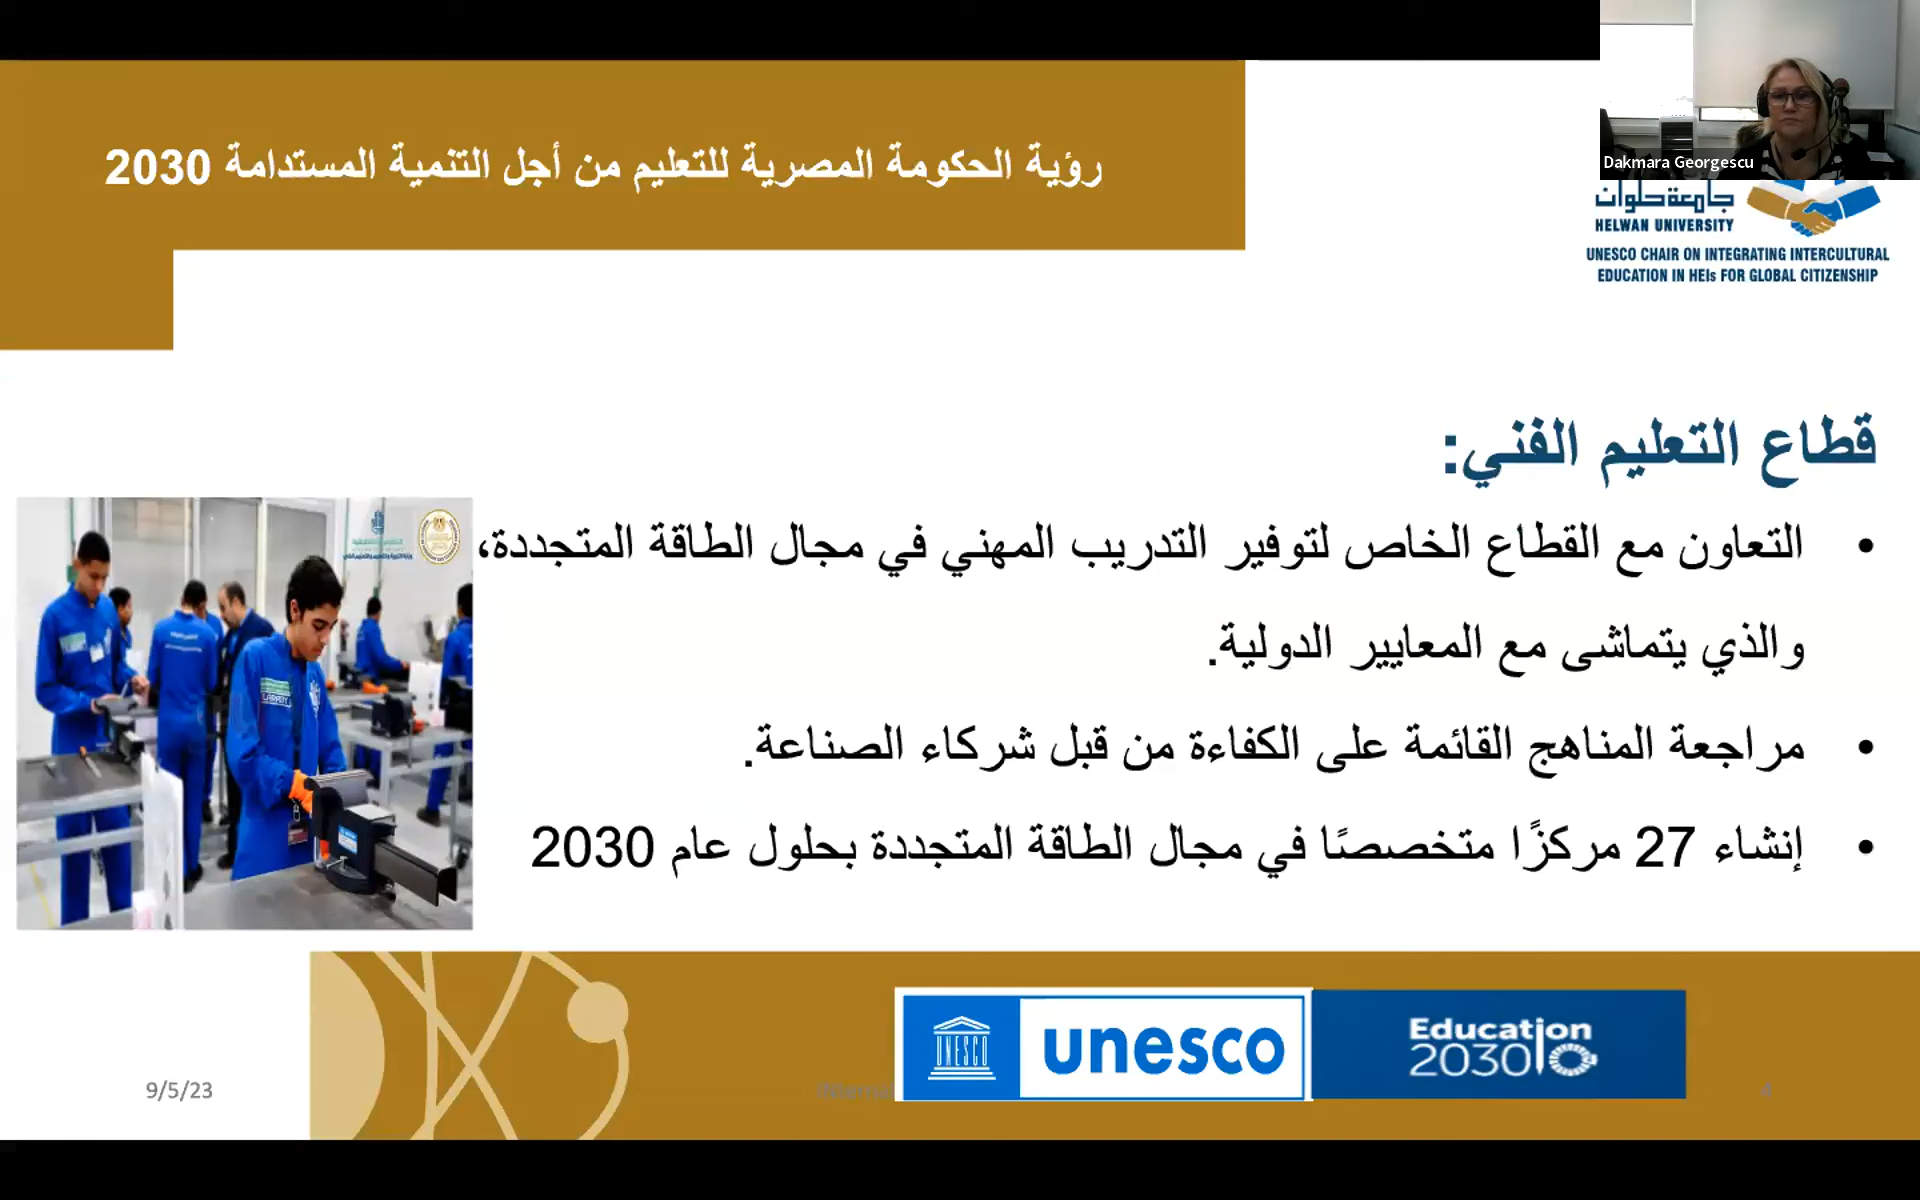 Dakmara Georgescu
رؤية الحكومة المصرية للتعليم من أجل التنمية المستدامة 2030
جامعة حلوان
HELWAN UNIVERSITY
UNESCO CHAIR ON INTEGRATING INTERCULTURAL
EDUCATION IN HEIs FOR GLOBAL CITIZENSHIP
قطاع التعليم الفني:
• التعاون مع القطاع الخاص لتوفير التدريب المهني في مجال الطاقة المتجددة،
والذي يتماشى مع المعايير الدولية.
• مراجعة المناهج القائمة على الكفاءة من قبل شركاء الصناعة.
• إنشاء 27 مركزًا متخصصًا في مجال الطاقة المتجددة بحلول عام 2030
UNESCO
unesco
Education
2030
9/5/23
4